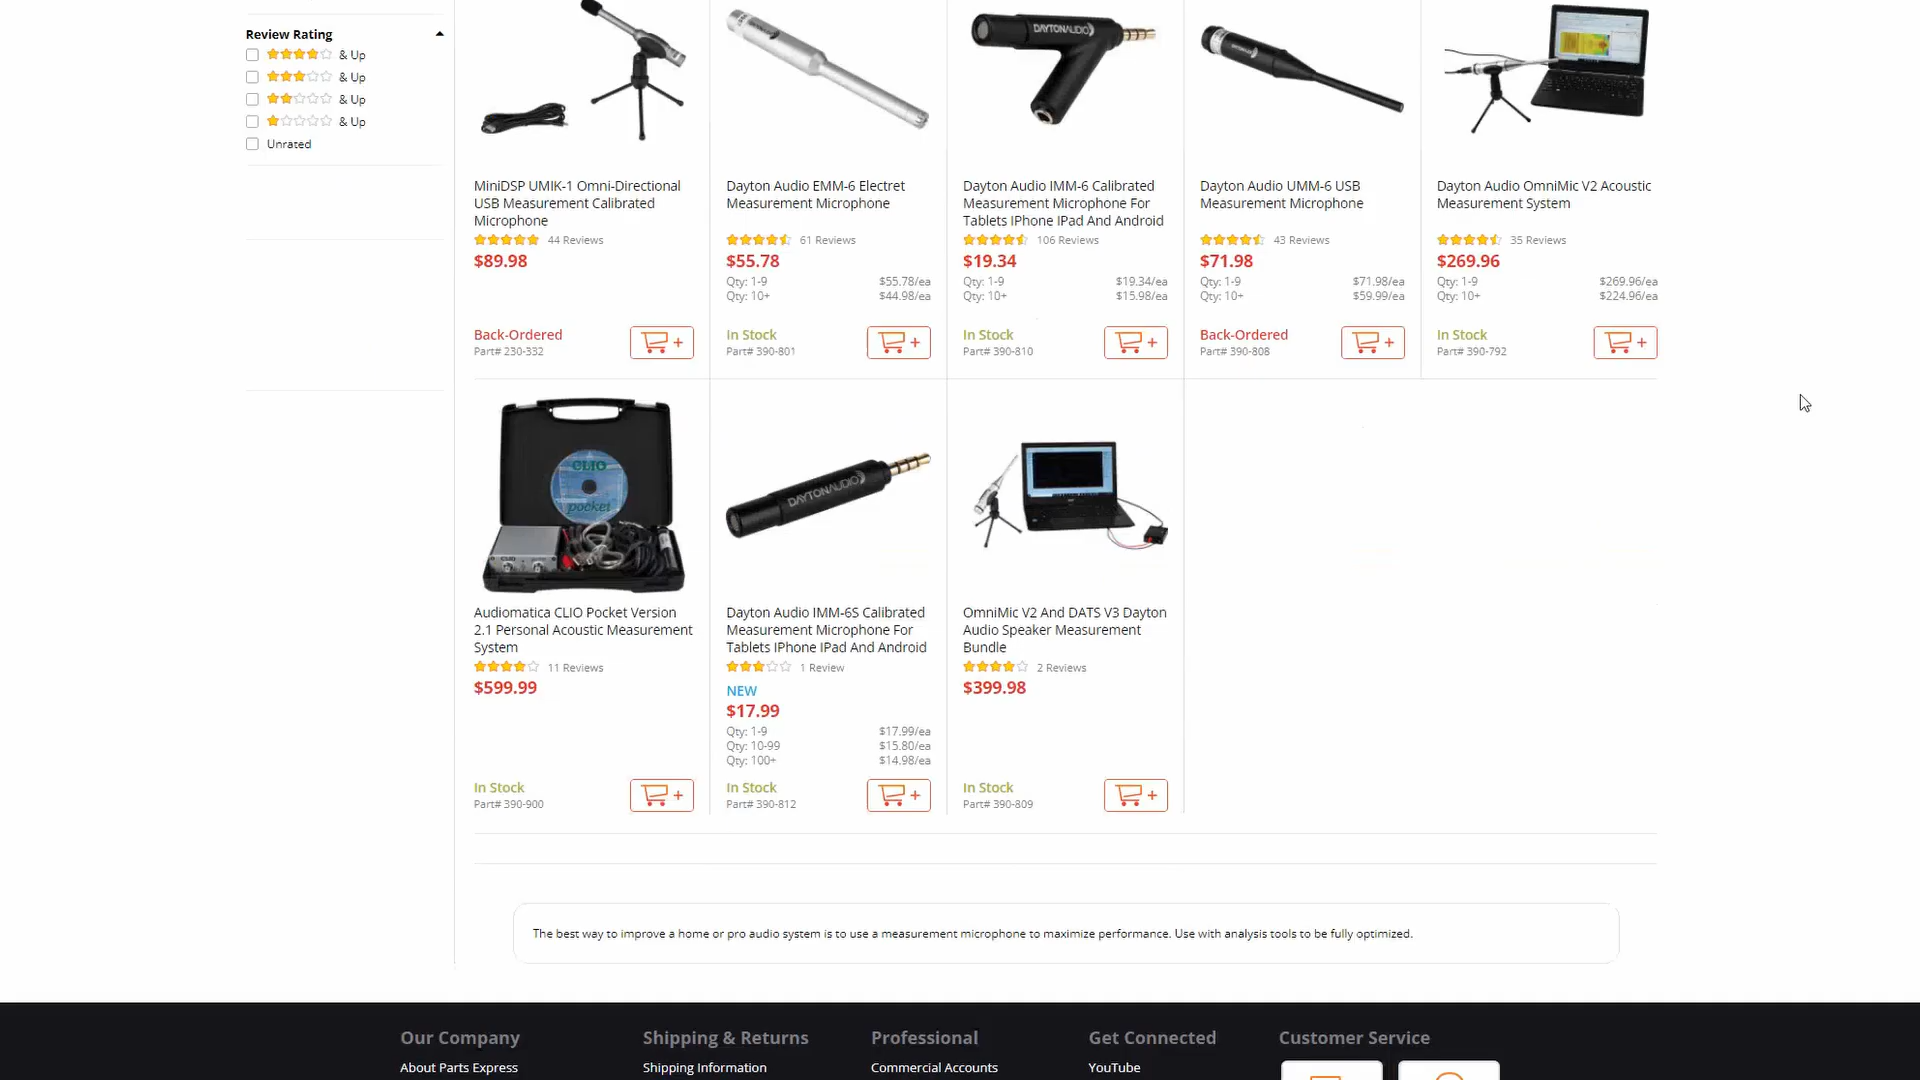 Review Rating
& Up
& Up
& Up
& Up
Unrated
DAYTONAUDIO
MiniDSP UMIK-1 Omni-Directional
USB Measurement Calibrated
Microphone
44 Reviews
$89.98
Back-Ordered
Part# 230-332
+
Dayton Audio EMM-6 Electret
Measurement Microphone
61 Reviews
$55.78
Qty: 1-9 $55.78/ea
Qty: 10+ $44.98/ea
In Stock
Part# 390-801
+
Dayton Audio IMM-6 Calibrated
Measurement Microphone For
Tablets IPhone IPad And Android
106 Reviews
$19.34
Qty: 1-9 $19.34/ea
Qty: 10+ $15.98/ea
In Stock
Part# 390-810
+
Dayton Audio UMM-6 USB
Measurement Microphone
43 Reviews
$71.98
Qty: 1-9 $71.98/ea
Qty: 10+ $59.99/ea
Back-Ordered
Part# 390-808
+
Dayton Audio OmniMic V2 Acoustic
Measurement System
35 Reviews
$269.96
Qty: 1-9 $269.96/ea
Qty: 10+ $224.96/ea
In Stock
Part# 390-792
+
CLIO
pocket
CLIO
Audiomatica CLIO Pocket Version
2.1 Personal Acoustic Measurement
System
11 Reviews
$599.99
In Stock
Part# 390-900
+
DAYTONAUDIO
Dayton Audio IMM-6S Calibrated
Measurement Microphone For
Tablets IPhone IPad And Android
1 Review
NEW
$17.99
Qty: 1-9 $17.99/ea
Qty: 10-99 $15.80/ea
Qty: 100+ $14.98/ea
In Stock
Part# 390-812
+
OmniMic V2 And DATS V3 Dayton
Audio Speaker Measurement
Bundle
2 Reviews
$399.98
In Stock
Part# 390-809
+
The best way to improve a home or pro audio system is to use a measurement microphone to maximize performance. Use with analysis tools to be fully optimized.
Our Company
About Parts Express
Shipping & Returns
Shipping Information
Professional
Commercial Accounts
Get Connected
YouTube
Customer Service